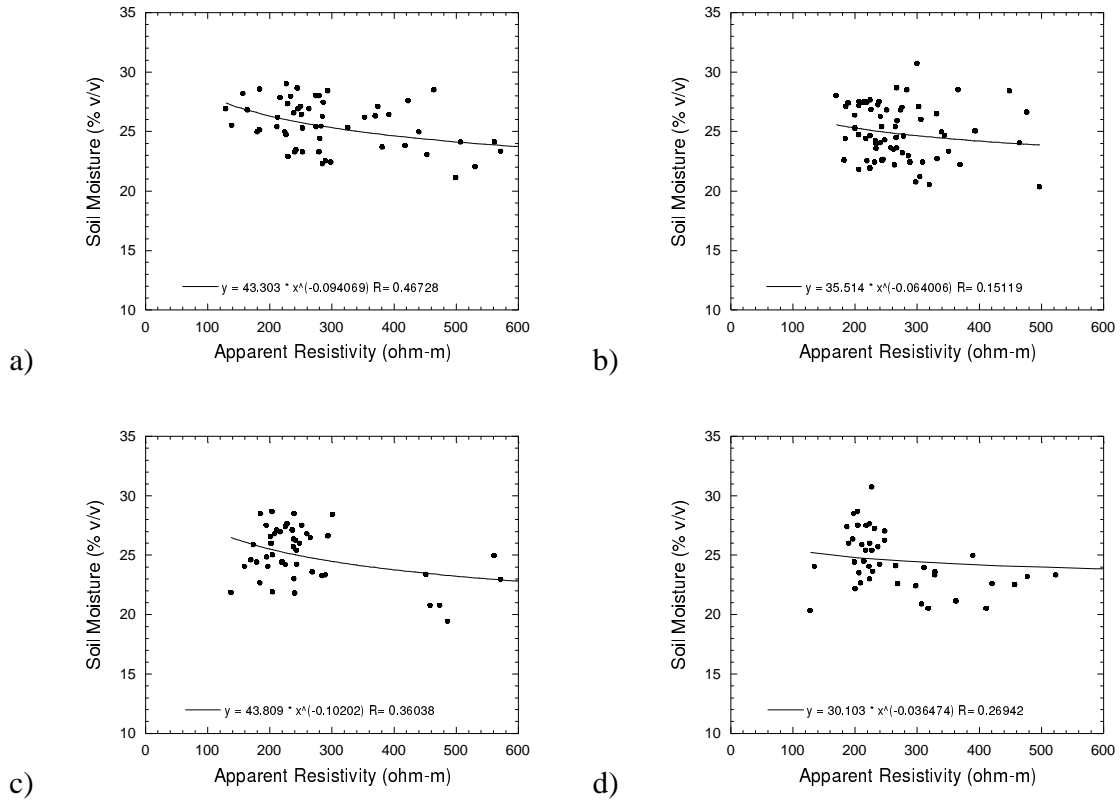 35
30
25
20
15
10
Soil Moisture (% v/v)
y = 43.303 * x^(-0.094069) R= 0.46728
0 100 200 300 400 500 600
Apparent Resistivity (ohm-m)
a)
35
30
25
20
15
10
Soil Moisture (% v/v)
y = 35.514 * x^(-0.064006) R= 0.15119
0 100 200 300 400 500 600
Apparent Resistivity (ohm-m)
b)
35
30
25
20
15
10
Soil Moisture (% v/v)
y = 43.809 * x^(-0.10202) R= 0.36038
0 100 200 300 400 500 600
Apparent Resistivity (ohm-m)
c)
35
30
25
20
15
10
Soil Moisture (% v/v)
y = 30.103 * x^(-0.036474) R= 0.26942
0 100 200 300 400 500 600
Apparent Resistivity (ohm-m)
d)